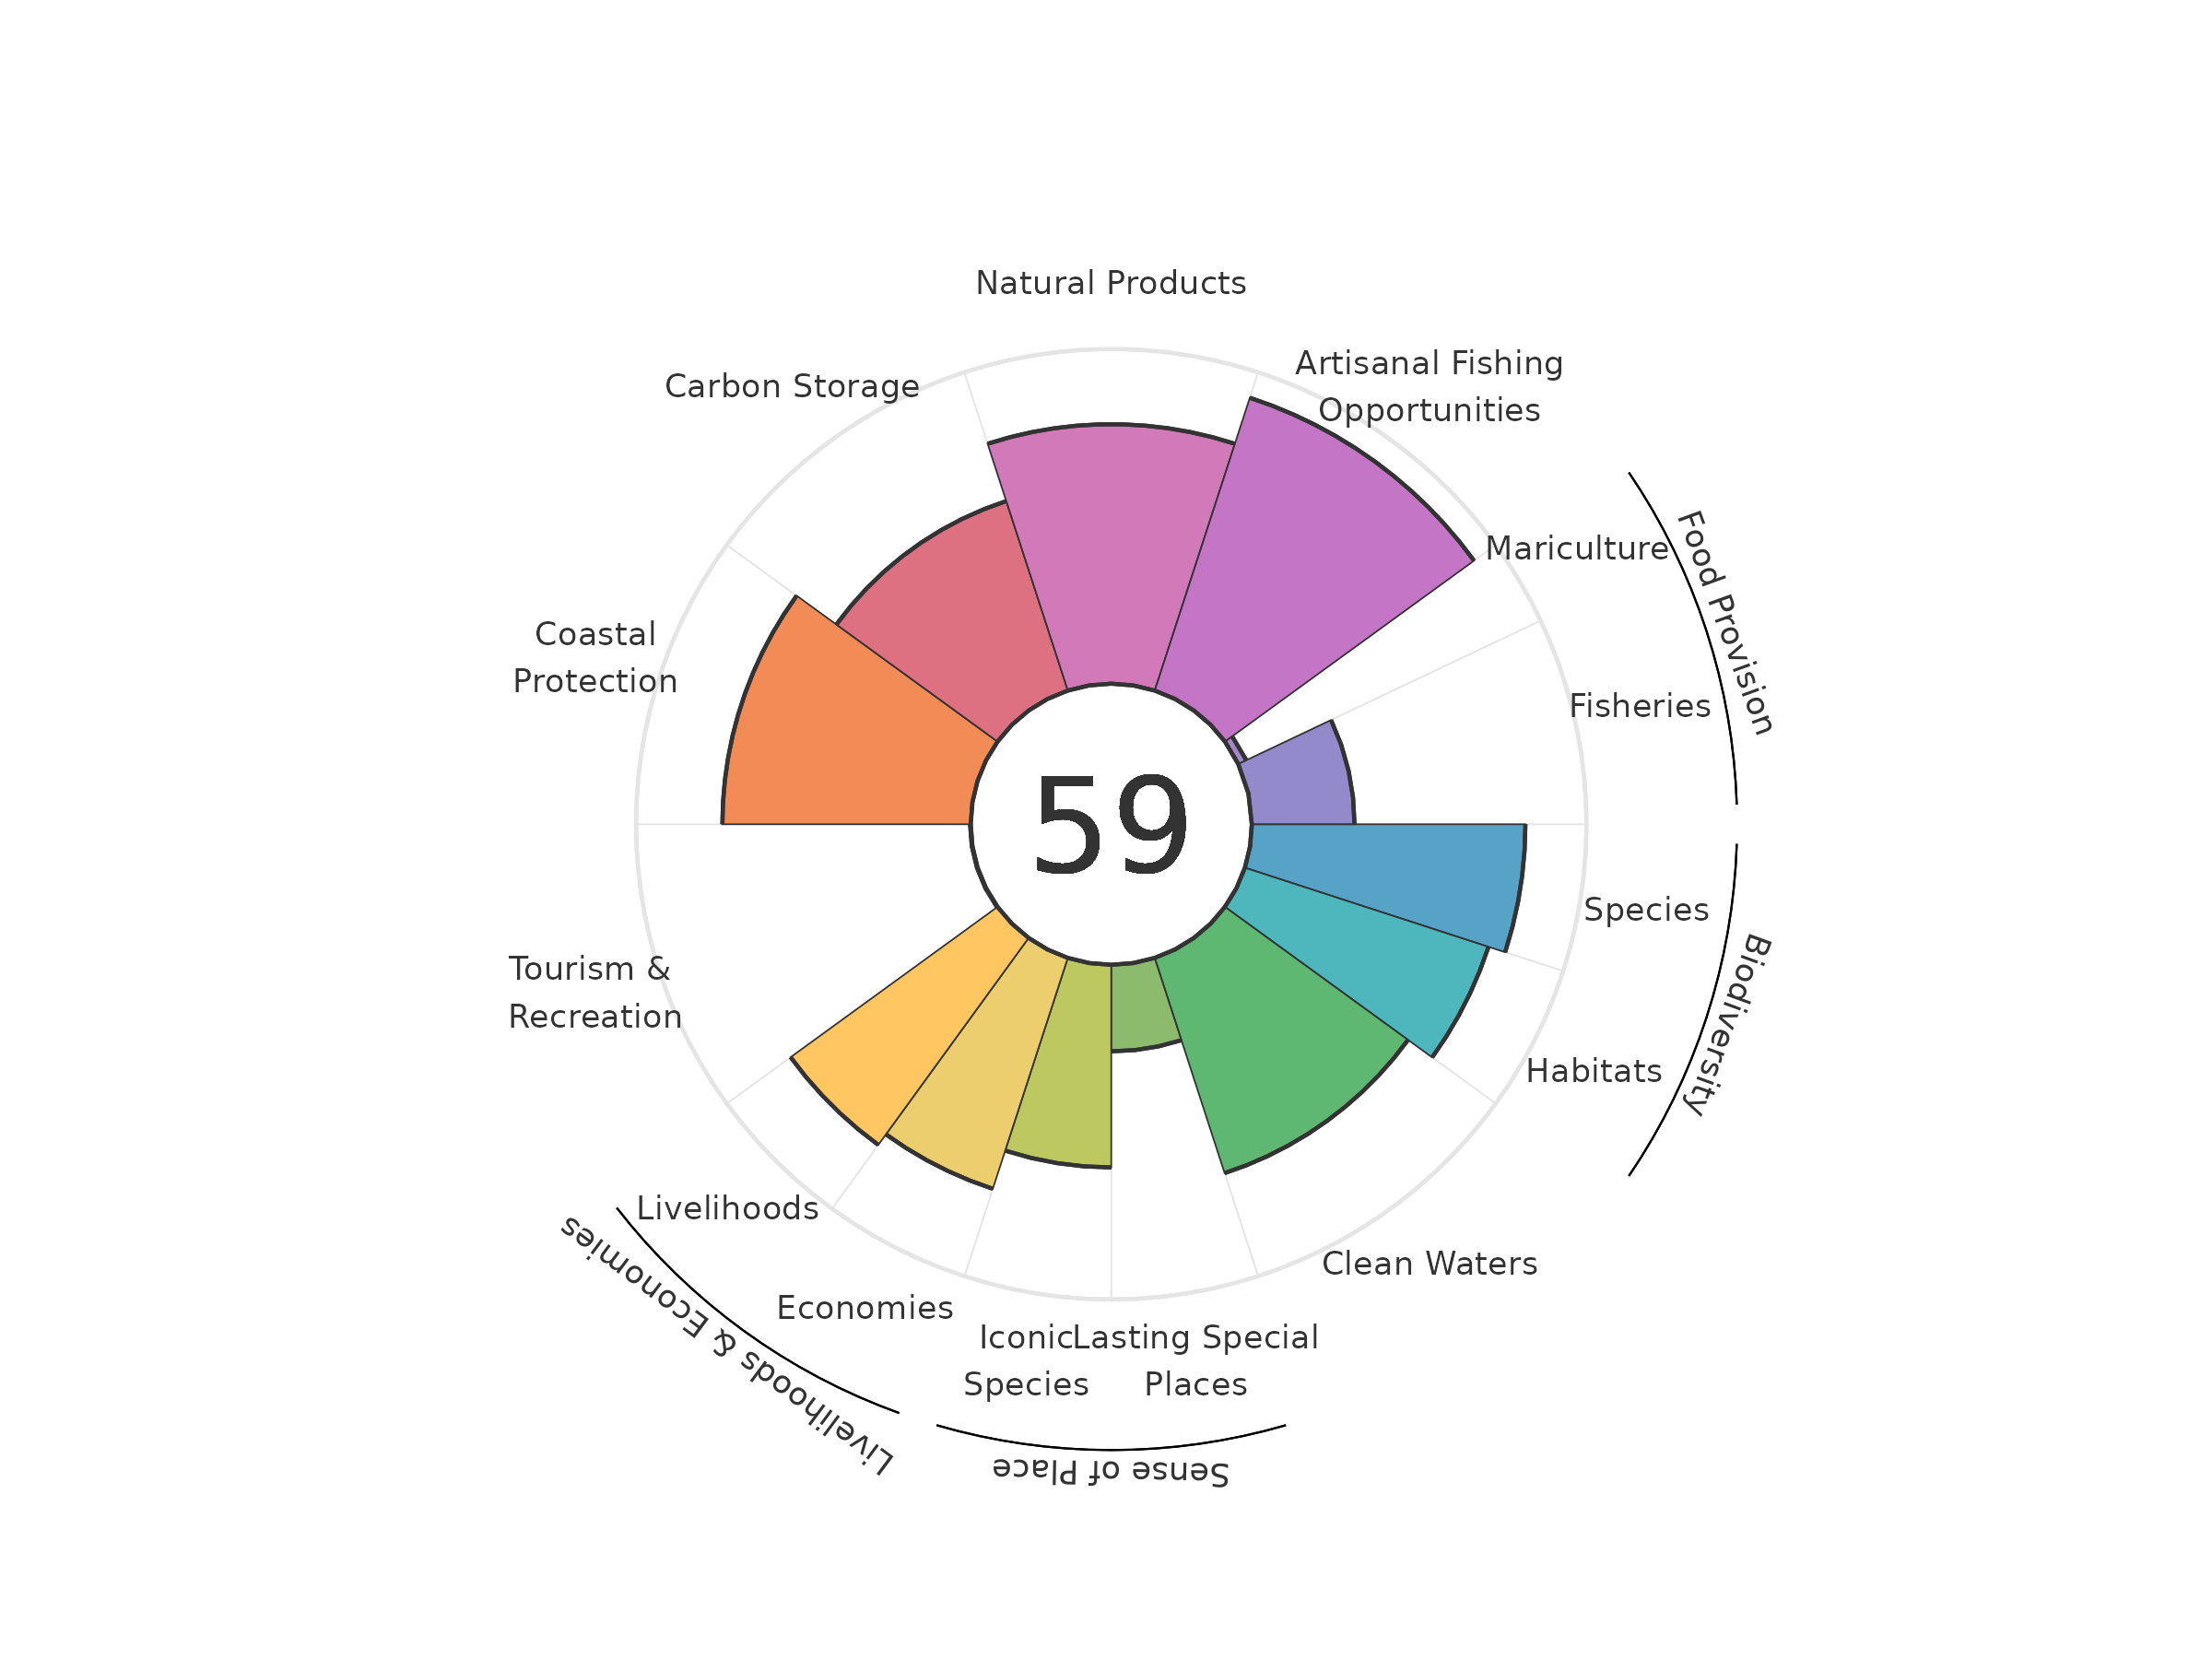 Natural Products
Carbon Storage
Artisanal Fishing
Opportunities
Mariculture
Food Provision
Coastal
Protection
Fisheries
59
Species
Biodiversity
Tourism &
Recreation
Habitats
Livelihoods
Clean Waters
Livelihoods & Economies
Economies
Iconic
Species
Lasting Special
Places
Sense of Place